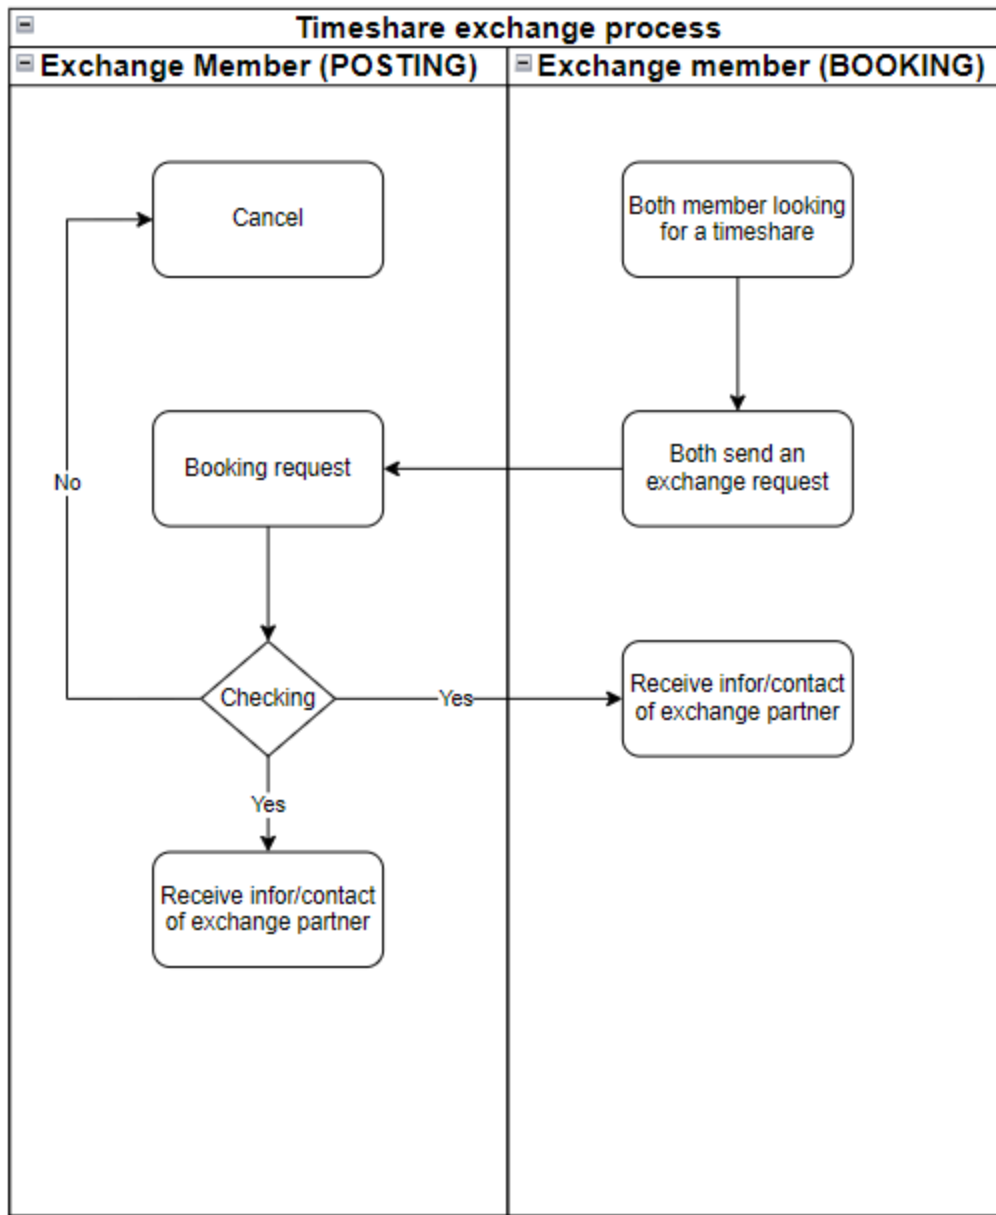 Timeshare exchange process
Exchange Member (POSTING)
Exchange member (BOOKING)
Cancel
Both member looking
for a timeshare
Booking request
Both send an
exchange request
No
Checking
Yes
Receive infor/contact
of exchange partner
Yes
Receive infor/contact
of exchange partner